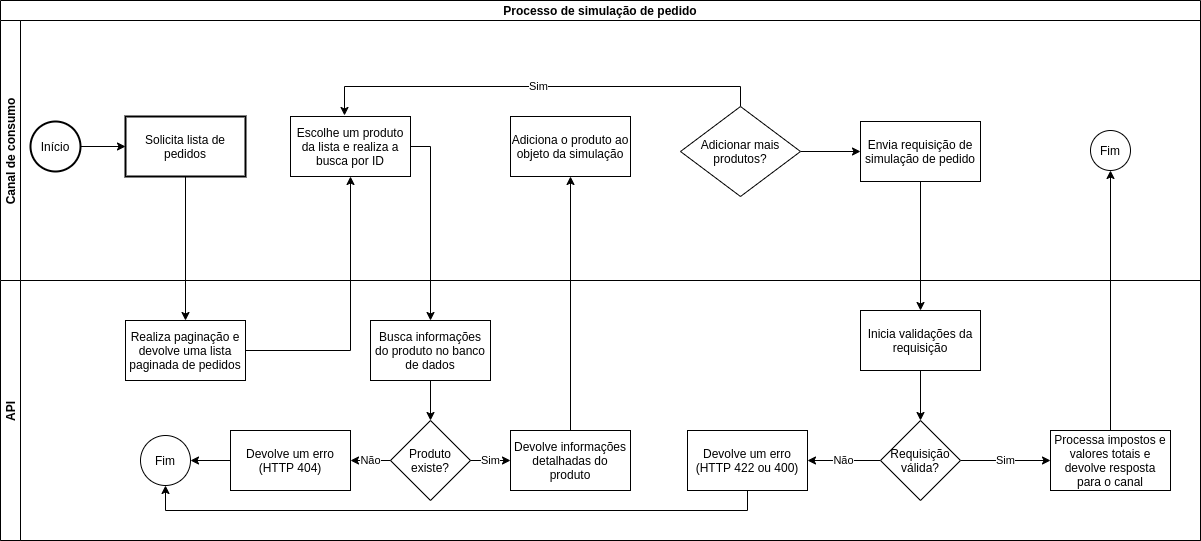 Processo de simulação de pedido
Canal de consumo
Início
Solicita lista de
pedidos
Escolhe um produto
da lista e realiza a
busca por ID
Sim
Adiciona o produto ao
objeto da simulação
Adicionar mais
produtos?
Envia requisição de
simulação de pedido
Fim
API
Realiza paginação e
devolve uma lista
paginada de pedidos
Busca informações
do produto no banco
de dados
Inicia validações da
requisição
Fim
Devolve um erro
(HTTP 404)
Não
Produto
existe?
Sim
Devolve informações
detalhadas do
produto
Devolve um erro
(HTTP 422 ou 400)
Não
Requisição
válida?
Sim
Processa impostos e
valores totais e
devolve resposta
para o canal